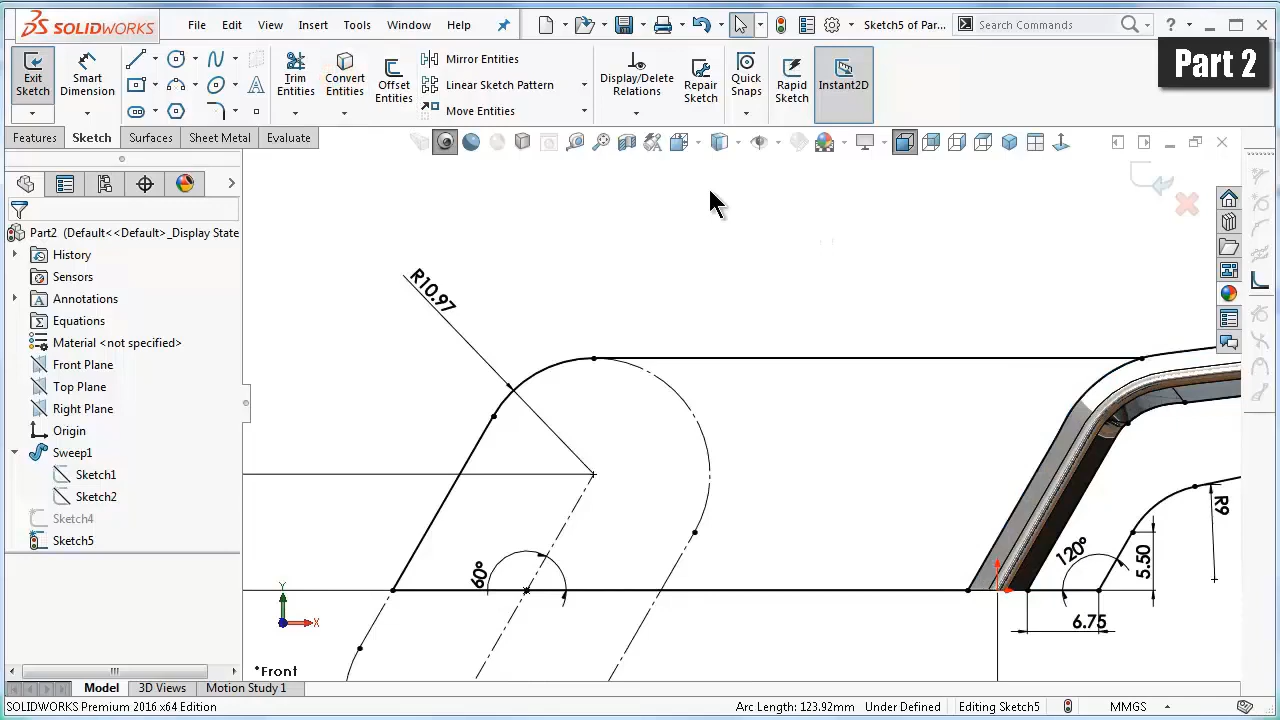 SOLIDWORKS
File
Edit
View
Insert
Tools
Window
Help
Sketch5 of Par...
Search Commands
Part 2
Exit Sketch
Smart Dimension
Trim Entities
Convert Entities
Offset Entities
Mirror Entities
Linear Sketch Pattern
Move Entities
Display/Delete Relations
Repair Sketch
Quick Snaps
Rapid Sketch
Instant2D
Features
Sketch
Surfaces
Sheet Metal
Evaluate
Part2 (Default<<Default>_Display State
History
Sensors
Annotations
Equations
Material <not specified>
Front Plane
Top Plane
Right Plane
Origin
Sweep1
Sketch1
Sketch2
Sketch4
Sketch5
R10.97
60°
120°
5.50
6.75
R9
Y
X
*Front
Model
3D Views
Motion Study 1
SOLIDWORKS Premium 2016 x64 Edition
Arc Length: 123.92mm
Under Defined
Editing Sketch5
MMGS